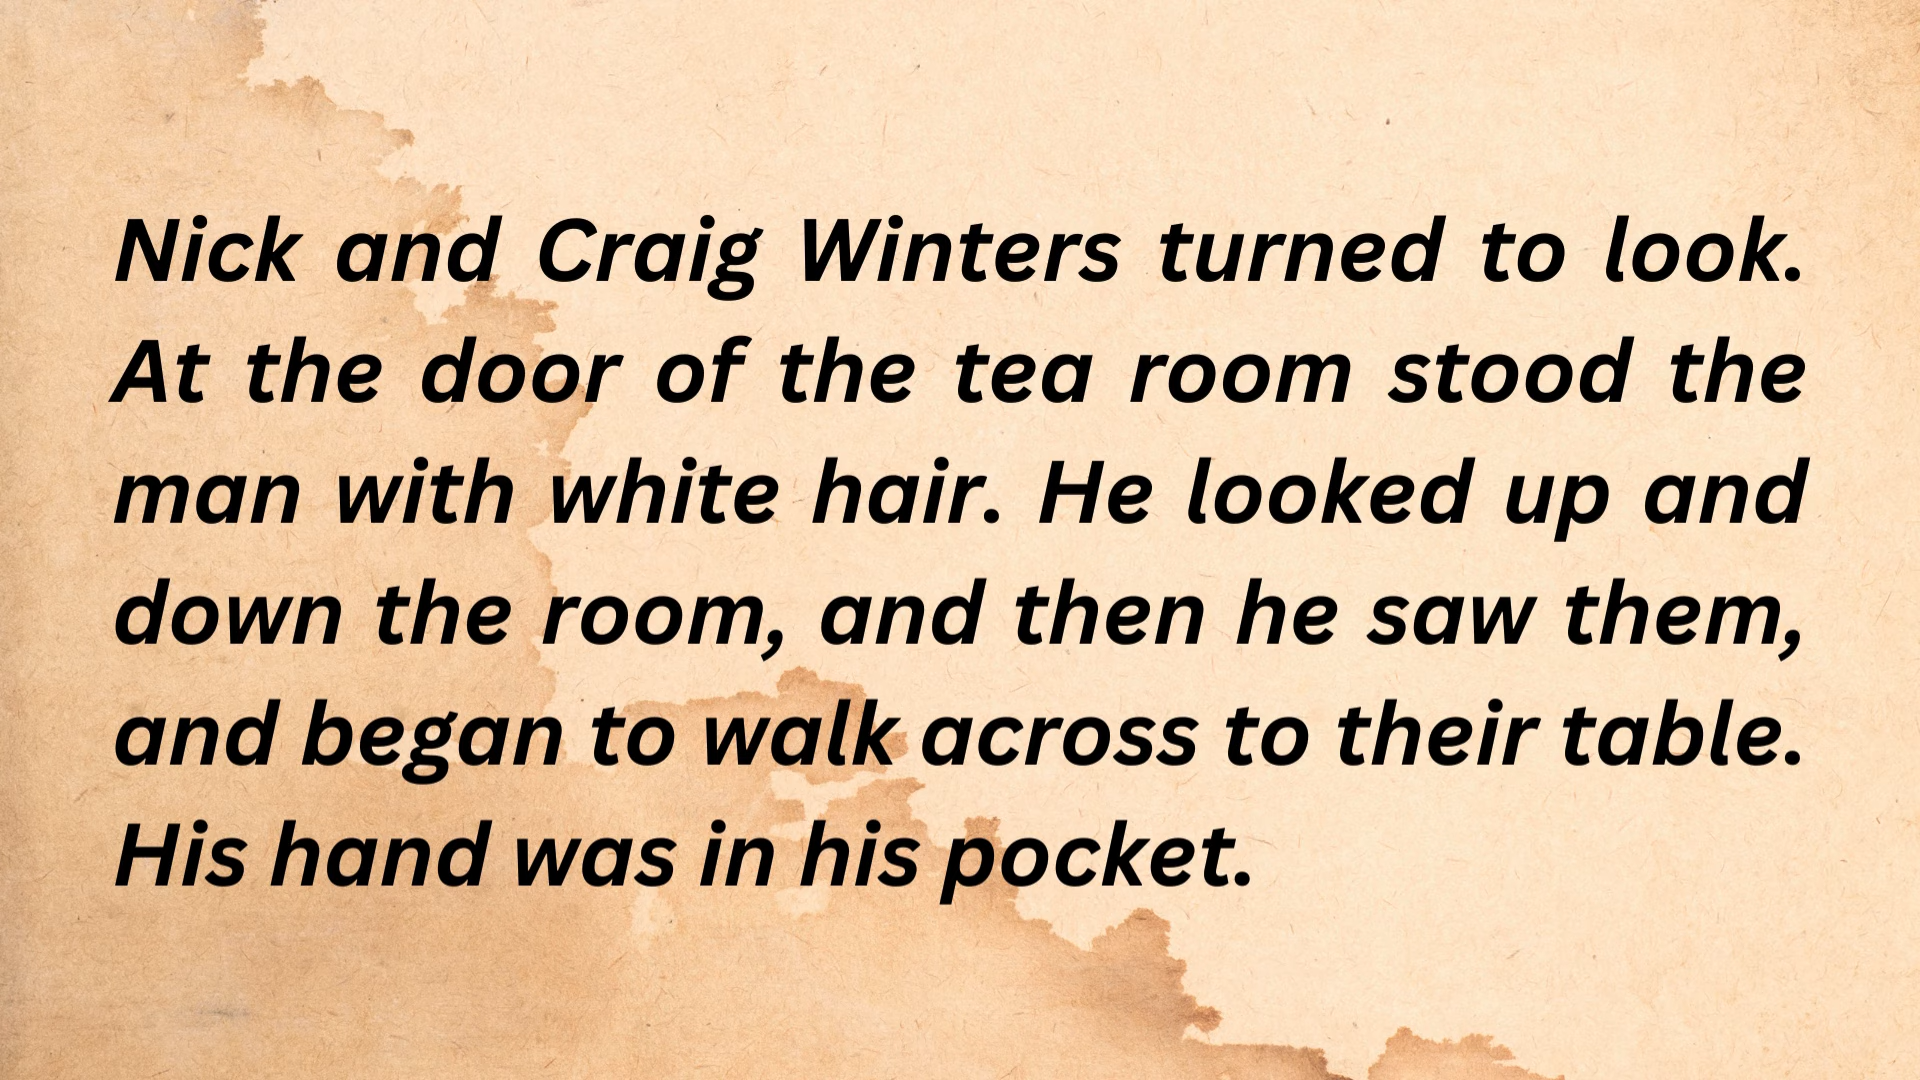 Nick and Craig Winters turned to look.
At the door of the tea room stood the
man with white hair. He looked up and
down the room, and then he saw them,
and began to walk across to their table.
His hand was in his pocket.